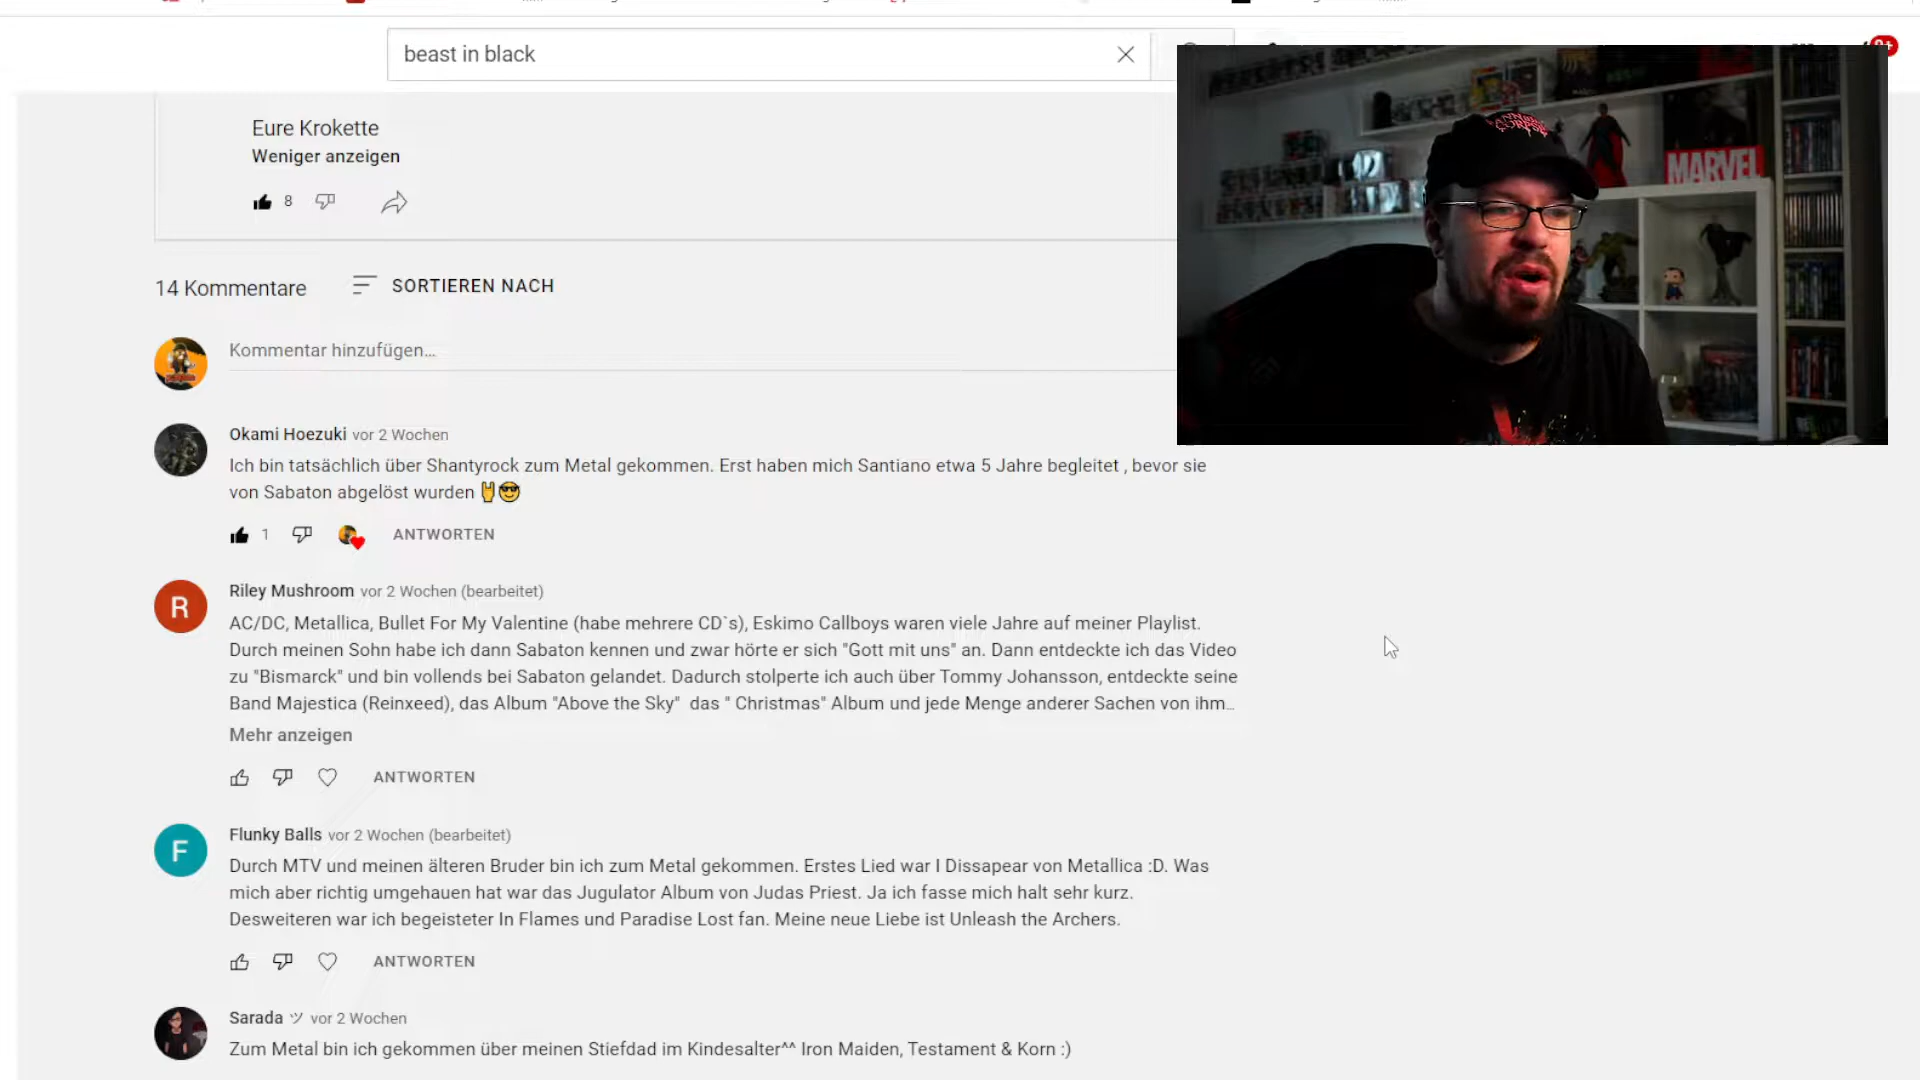 beast in black
9+
Eure Krokette
Weniger anzeigen
8
14 Kommentare
SORTIEREN NACH
Kommentar hinzufügen...
Okami Hoezuki vor 2 Wochen
Ich bin tatsächlich über Shantyrock zum Metal gekommen. Erst haben mich Santiano etwa 5 Jahre begleitet , bevor sie
von Sabaton abgelöst wurden 🤘😎
1
ANTWORTEN
R
Riley Mushroom vor 2 Wochen (bearbeitet)
AC/DC, Metallica, Bullet For My Valentine (habe mehrere CD`s), Eskimo Callboys waren viele Jahre auf meiner Playlist.
Durch meinen Sohn habe ich dann Sabaton kennen und zwar hörte er sich "Gott mit uns" an. Dann entdeckte ich das Video
zu "Bismarck" und bin vollends bei Sabaton gelandet. Dadurch stolperte ich auch über Tommy Johansson, entdeckte seine
Band Majestica (Reinxeed), das Album "Above the Sky" das " Christmas" Album und jede Menge anderer Sachen von ihm...
Mehr anzeigen
ANTWORTEN
F
Flunky Balls vor 2 Wochen (bearbeitet)
Durch MTV und meinen älteren Bruder bin ich zum Metal gekommen. Erstes Lied war I Dissapear von Metallica :D. Was
mich aber richtig umgehauen hat war das Jugulator Album von Judas Priest. Ja ich fasse mich halt sehr kurz.
Desweiteren war ich begeisteter In Flames und Paradise Lost fan. Meine neue Liebe ist Unleash the Archers.
ANTWORTEN
Sarada ツ vor 2 Wochen
Zum Metal bin ich gekommen über meinen Stiefdad im Kindesalter^^ Iron Maiden, Testament & Korn :)
CANNIBAL
CORPSE
MARVEL